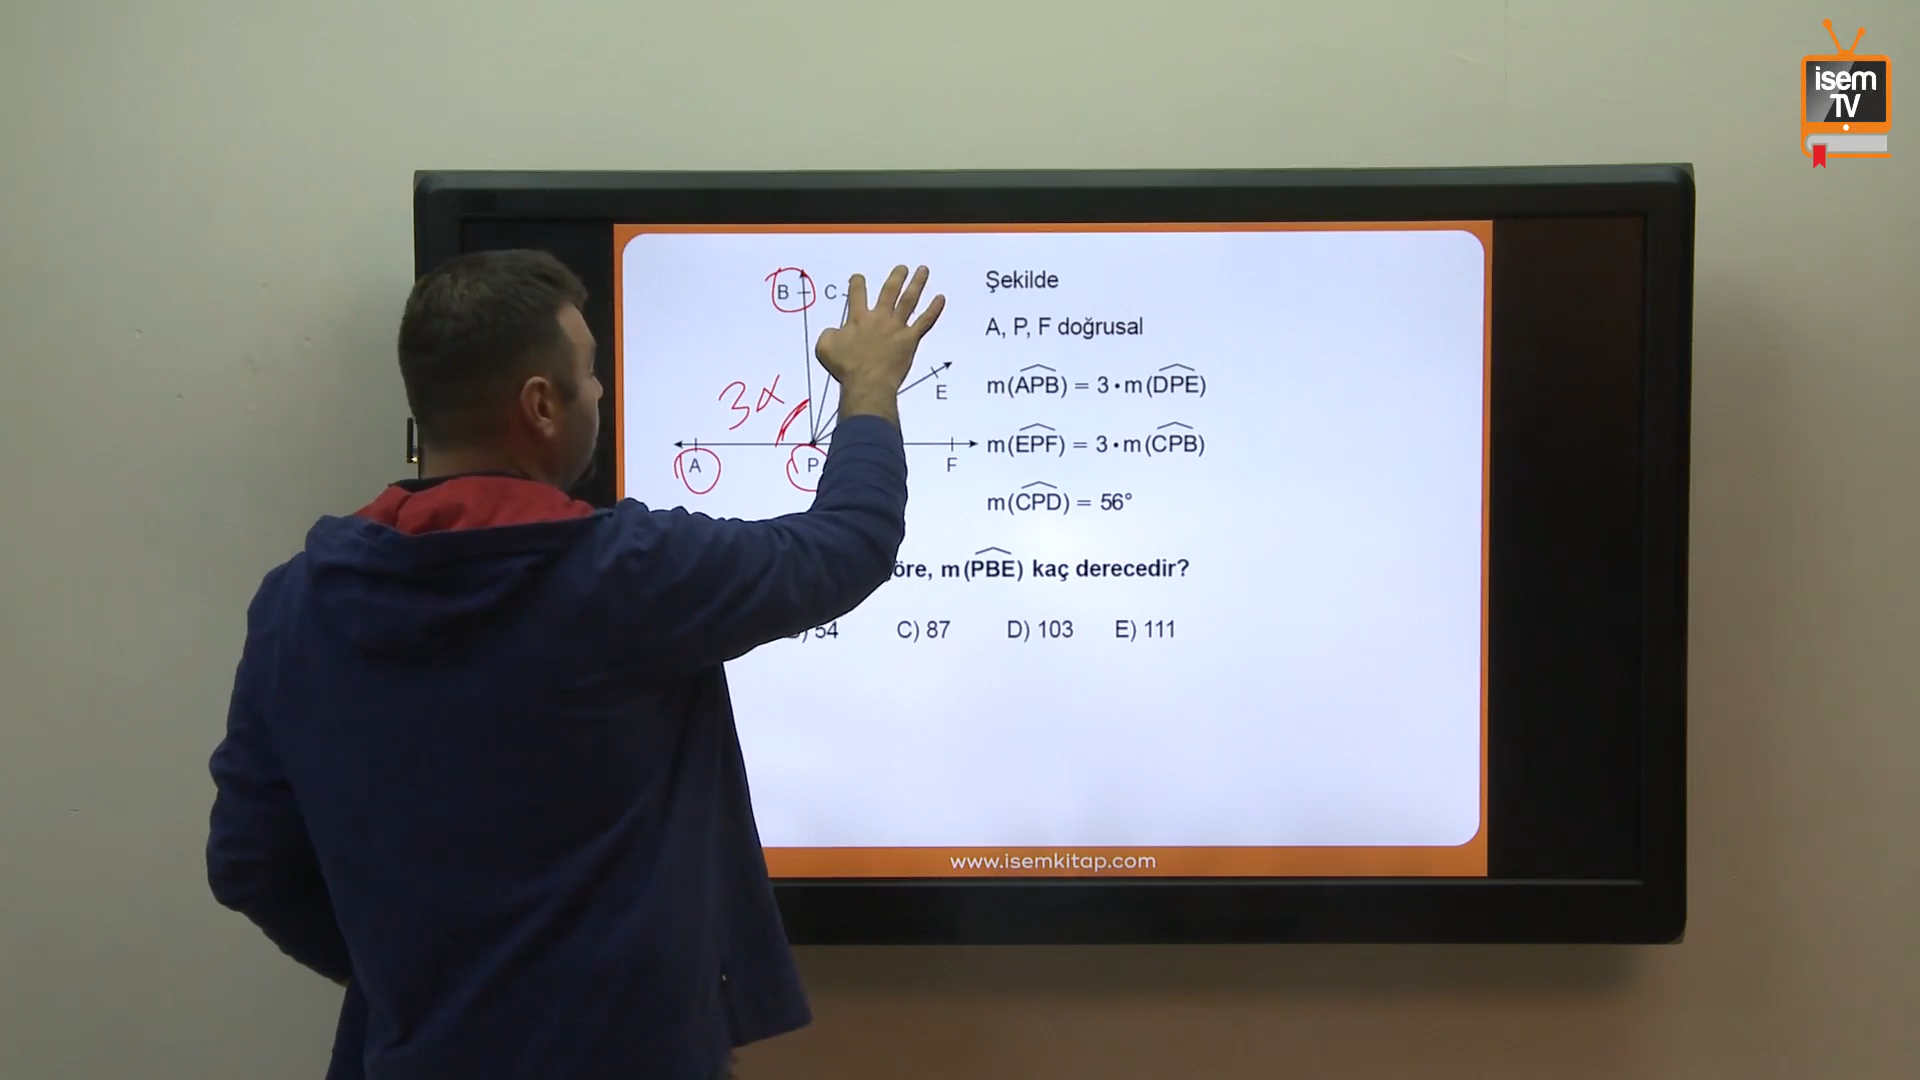 isem
TV
B C
Şekilde
A, P, F doğrusal
m(APB) = 3 • m(DPE)
E
3x
m(EPF) = 3 • m(CPB)
A P F
m(CPD) = 56°
öre, m(PBE) kaç derecedir?
54 C) 87 D) 103 E) 111
www.isemkitap.com